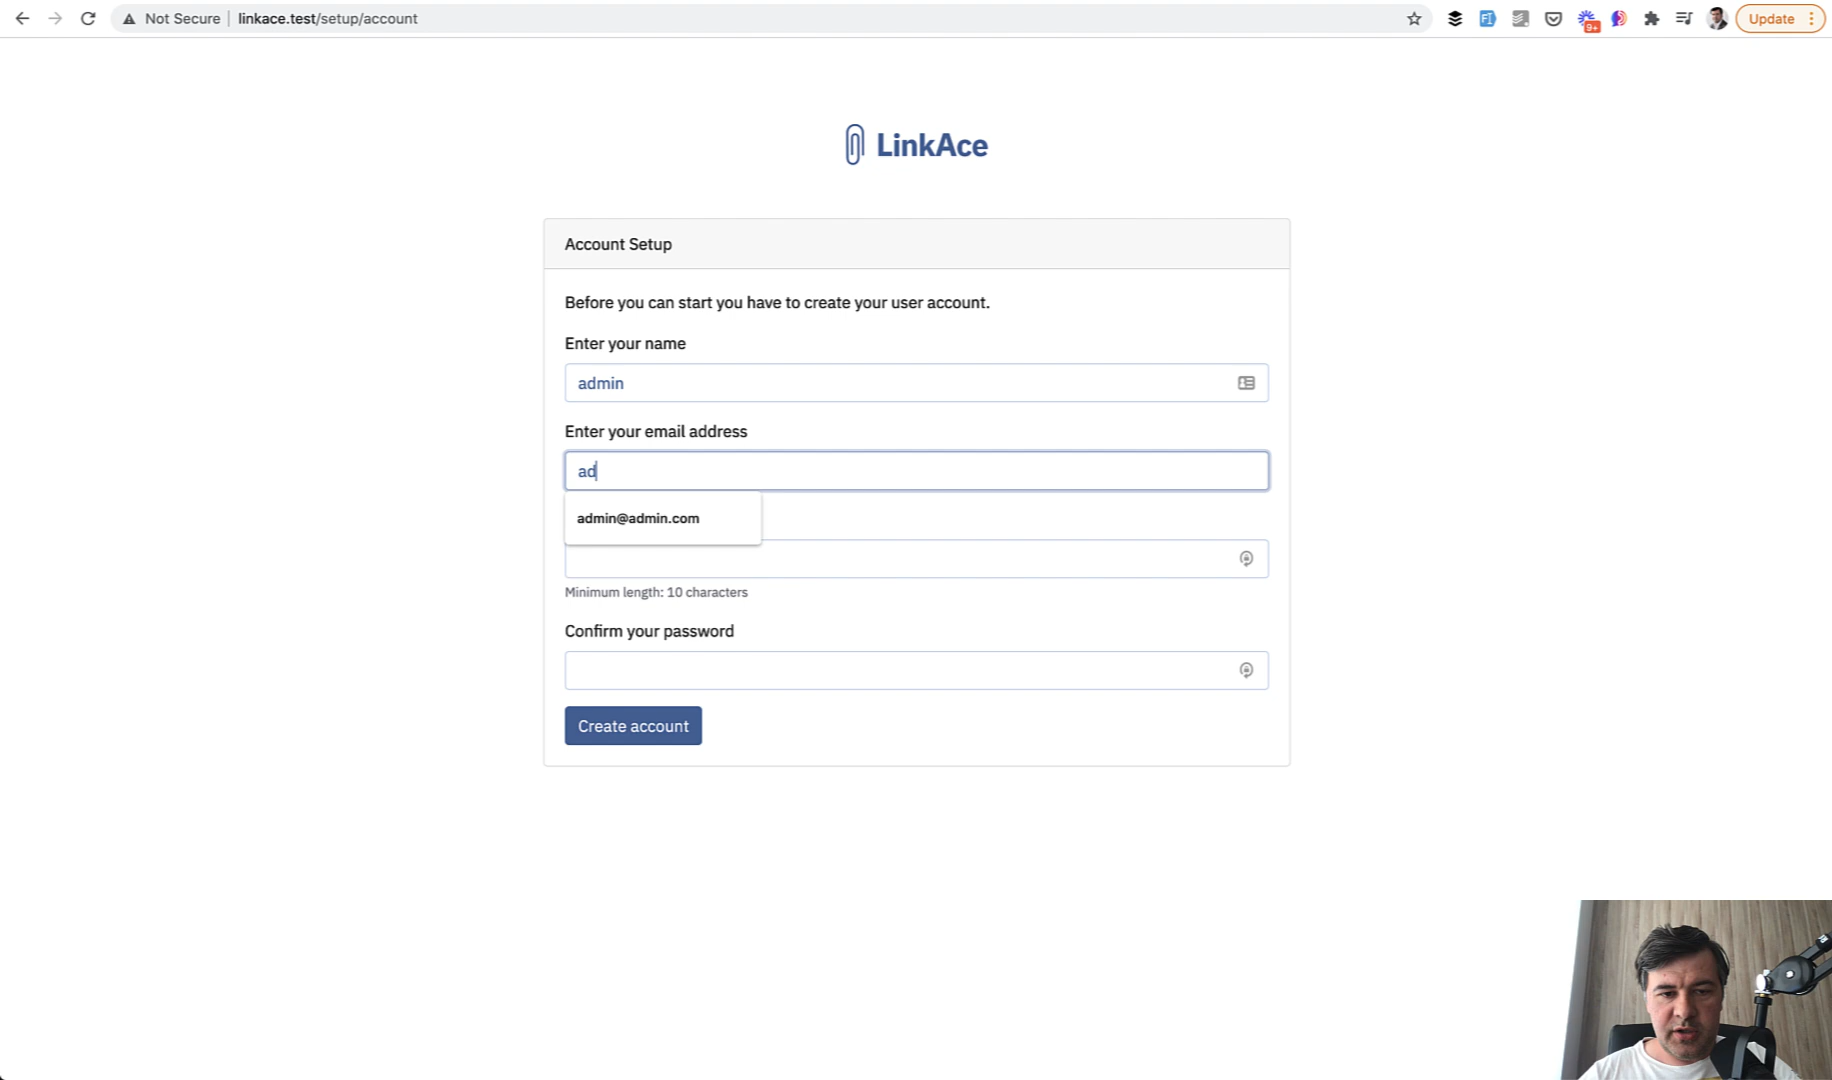 Not Secure | linkace.test/setup/account
9+
Update
LinkAce
Account Setup
Before you can start you have to create your user account.
Enter your name
admin
Enter your email address
ad
admin@admin.com
Minimum length: 10 characters
Confirm your password
Create account